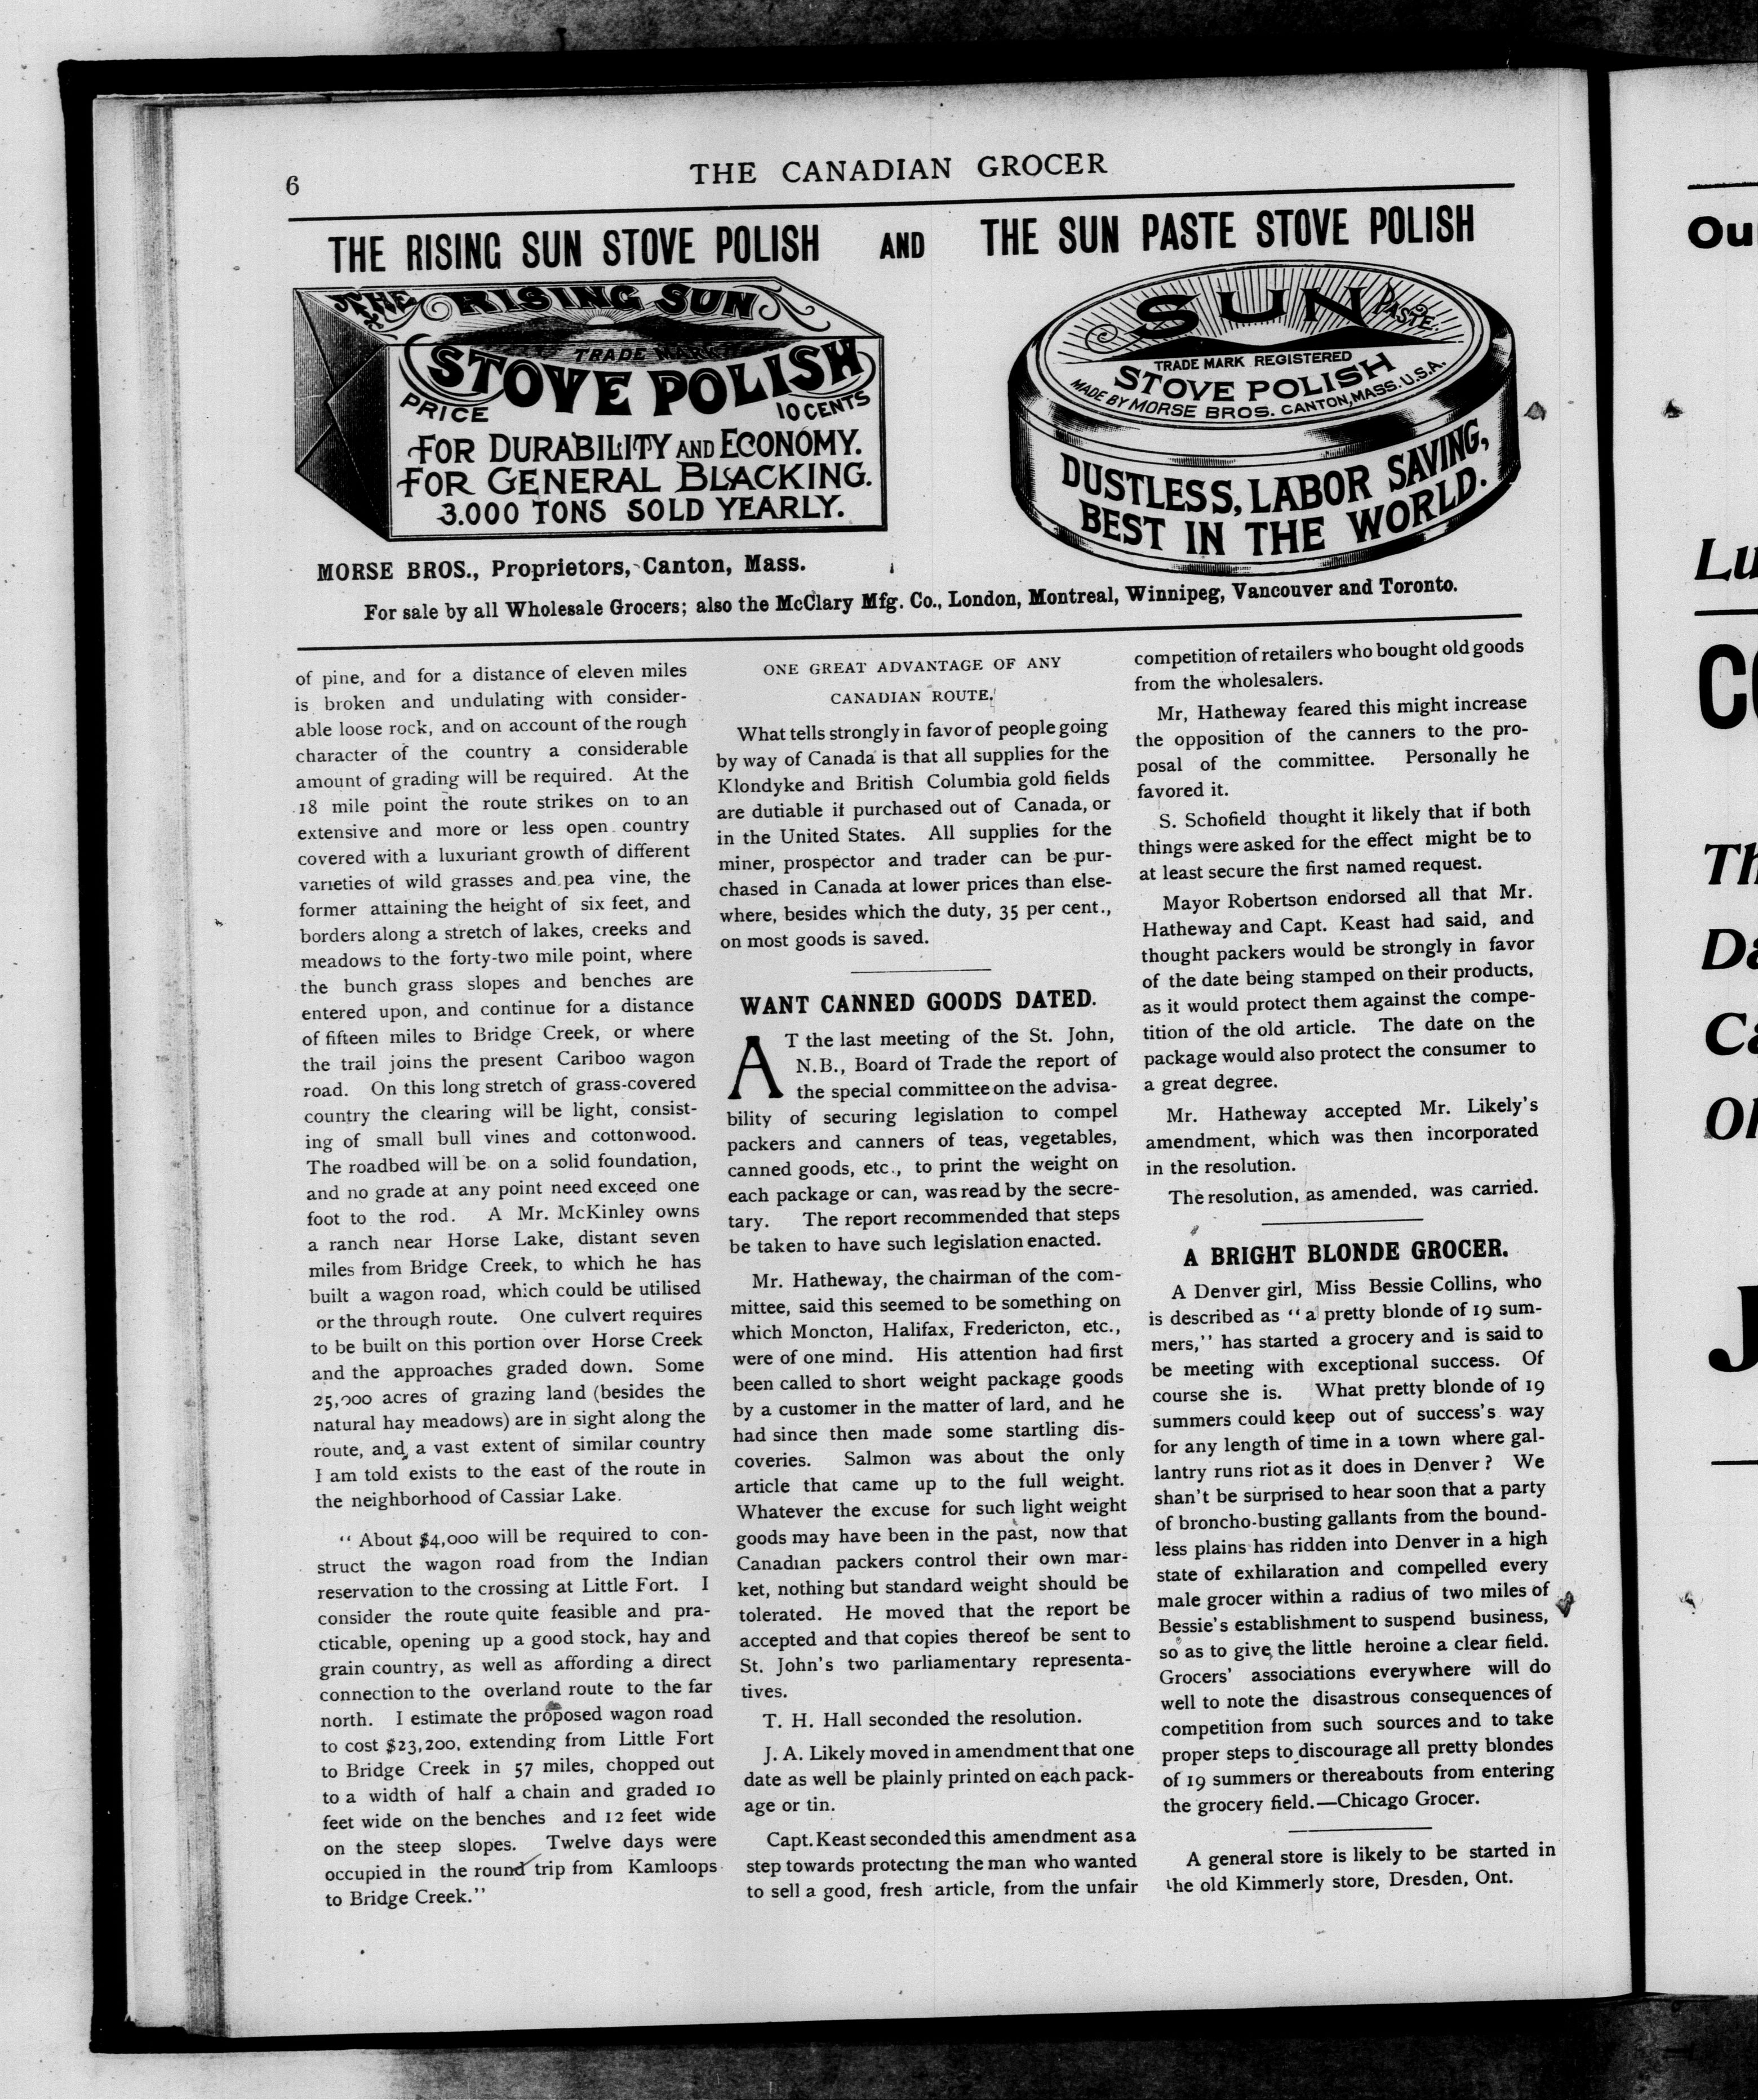 6
THE CANADIAN GROCER
THE RISING SUN STOVE POLISH AND THE SUN PASTE STOVE POLISH
THE RISING SUN
TRADE MARK
STOVE POLISH
PRICE 10 CENTS
FOR DURABILITY AND ECONOMY.
FOR GENERAL BLACKING.
3.000 TONS SOLD YEARLY.
SUN PASTE
TRADE MARK REGISTERED
STOVE POLISH
MADE BY MORSE BROS. CANTON, MASS. U.S.A.
DUSTLESS, LABOR SAVING,
BEST IN THE WORLD.
MORSE BROS., Proprietors, Canton, Mass.
For sale by all Wholesale Grocers; also the McClary Mfg. Co., London, Montreal, Winnipeg, Vancouver and Toronto.
of pine, and for a distance of eleven miles
is broken and undulating with consider-
able loose rock, and on account of the rough
character of the country a considerable
amount of grading will be required. At the
18 mile point the route strikes on to an
extensive and more or less open country
covered with a luxuriant growth of different
varieties of wild grasses and pea vine, the
former attaining the height of six feet, and
borders along a stretch of lakes, creeks and
meadows to the forty-two mile point, where
the bunch grass slopes and benches are
entered upon, and continue for a distance
of fifteen miles to Bridge Creek, or where
the trail joins the present Cariboo wagon
road. On this long stretch of grass-covered
country the clearing will be light, consist-
ing of small bull vines and cottonwood.
The roadbed will be on a solid foundation,
and no grade at any point need exceed one
foot to the rod. A Mr. McKinley owns
a ranch near Horse Lake, distant seven
miles from Bridge Creek, to which he has
built a wagon road, which could be utilised
or the through route. One culvert requires
to be built on this portion over Horse Creek
and the approaches graded down. Some
25,000 acres of grazing land (besides the
natural hay meadows) are in sight along the
route, and a vast extent of similar country
I am told exists to the east of the route in
the neighborhood of Cassiar Lake.
"About $4,000 will be required to con-
struct the wagon road from the Indian
reservation to the crossing at Little Fort. I
consider the route quite feasible and pra-
cticable, opening up a good stock, hay and
grain country, as well as affording a direct
connection to the overland route to the far
north. I estimate the proposed wagon road
to cost $23,200, extending from Little Fort
to Bridge Creek in 57 miles, chopped out
to a width of half a chain and graded 10
feet wide on the benches and 12 feet wide
on the steep slopes. Twelve days were
occupied in the round trip from Kamloops
to Bridge Creek."
ONE GREAT ADVANTAGE OF ANY
CANADIAN ROUTE.
What tells strongly in favor of people going
by way of Canada is that all supplies for the
Klondyke and British Columbia gold fields
are dutiable if purchased out of Canada, or
in the United States. All supplies for the
miner, prospector and trader can be pur-
chased in Canada at lower prices than else-
where, besides which the duty, 35 per cent.,
on most goods is saved.
WANT CANNED GOODS DATED.
AT the last meeting of the St. John,
N.B., Board of Trade the report of
the special committee on the advisa-
bility of securing legislation to compel
packers and canners of teas, vegetables,
canned goods, etc., to print the weight on
each package or can, was read by the secre-
tary. The report recommended that steps
be taken to have such legislation enacted.
Mr. Hatheway, the chairman of the com-
mittee, said this seemed to be something on
which Moncton, Halifax, Fredericton, etc.,
were of one mind. His attention had first
been called to short weight package goods
by a customer in the matter of lard, and he
had since then made some startling dis-
coveries. Salmon was about the only
article that came up to the full weight.
Whatever the excuse for such light weight
goods may have been in the past, now that
Canadian packers control their own mar-
ket, nothing but standard weight should be
tolerated. He moved that the report be
accepted and that copies thereof be sent to
St. John's two parliamentary representa-
tives.
T. H. Hall seconded the resolution.
J. A. Likely moved in amendment that one
date as well be plainly printed on each pack-
age or tin.
Capt. Keast seconded this amendment as a
step towards protecting the man who wanted
to sell a good, fresh article, from the unfair
competition of retailers who bought old goods
from the wholesalers.
Mr, Hatheway feared this might increase
the opposition of the canners to the pro-
posal of the committee. Personally he
favored it.
S. Schofield thought it likely that if both
things were asked for the effect might be to
at least secure the first named request.
Mayor Robertson endorsed all that Mr.
Hatheway and Capt. Keast had said, and
thought packers would be strongly in favor
of the date being stamped on their products,
as it would protect them against the compe-
tition of the old article. The date on the
package would also protect the consumer to
a great degree.
Mr. Hatheway accepted Mr. Likely's
amendment, which was then incorporated
in the resolution.
The resolution, as amended, was carried.
A BRIGHT BLONDE GROCER.
A Denver girl, Miss Bessie Collins, who
is described as "a pretty blonde of 19 sum-
mers," has started a grocery and is said to
be meeting with exceptional success. Of
course she is. What pretty blonde of 19
summers could keep out of success's way
for any length of time in a town where gal-
lantry runs riot as it does in Denver? We
shan't be surprised to hear soon that a party
of broncho-busting gallants from the bound-
less plains has ridden into Denver in a high
state of exhilaration and compelled every
male grocer within a radius of two miles of
Bessie's establishment to suspend business,
so as to give the little heroine a clear field.
Grocers' associations everywhere will do
well to note the disastrous consequences of
competition from such sources and to take
proper steps to discourage all pretty blondes
of 19 summers or thereabouts from entering
the grocery field.—Chicago Grocer.
A general store is likely to be started in
the old Kimmerly store, Dresden, Ont.